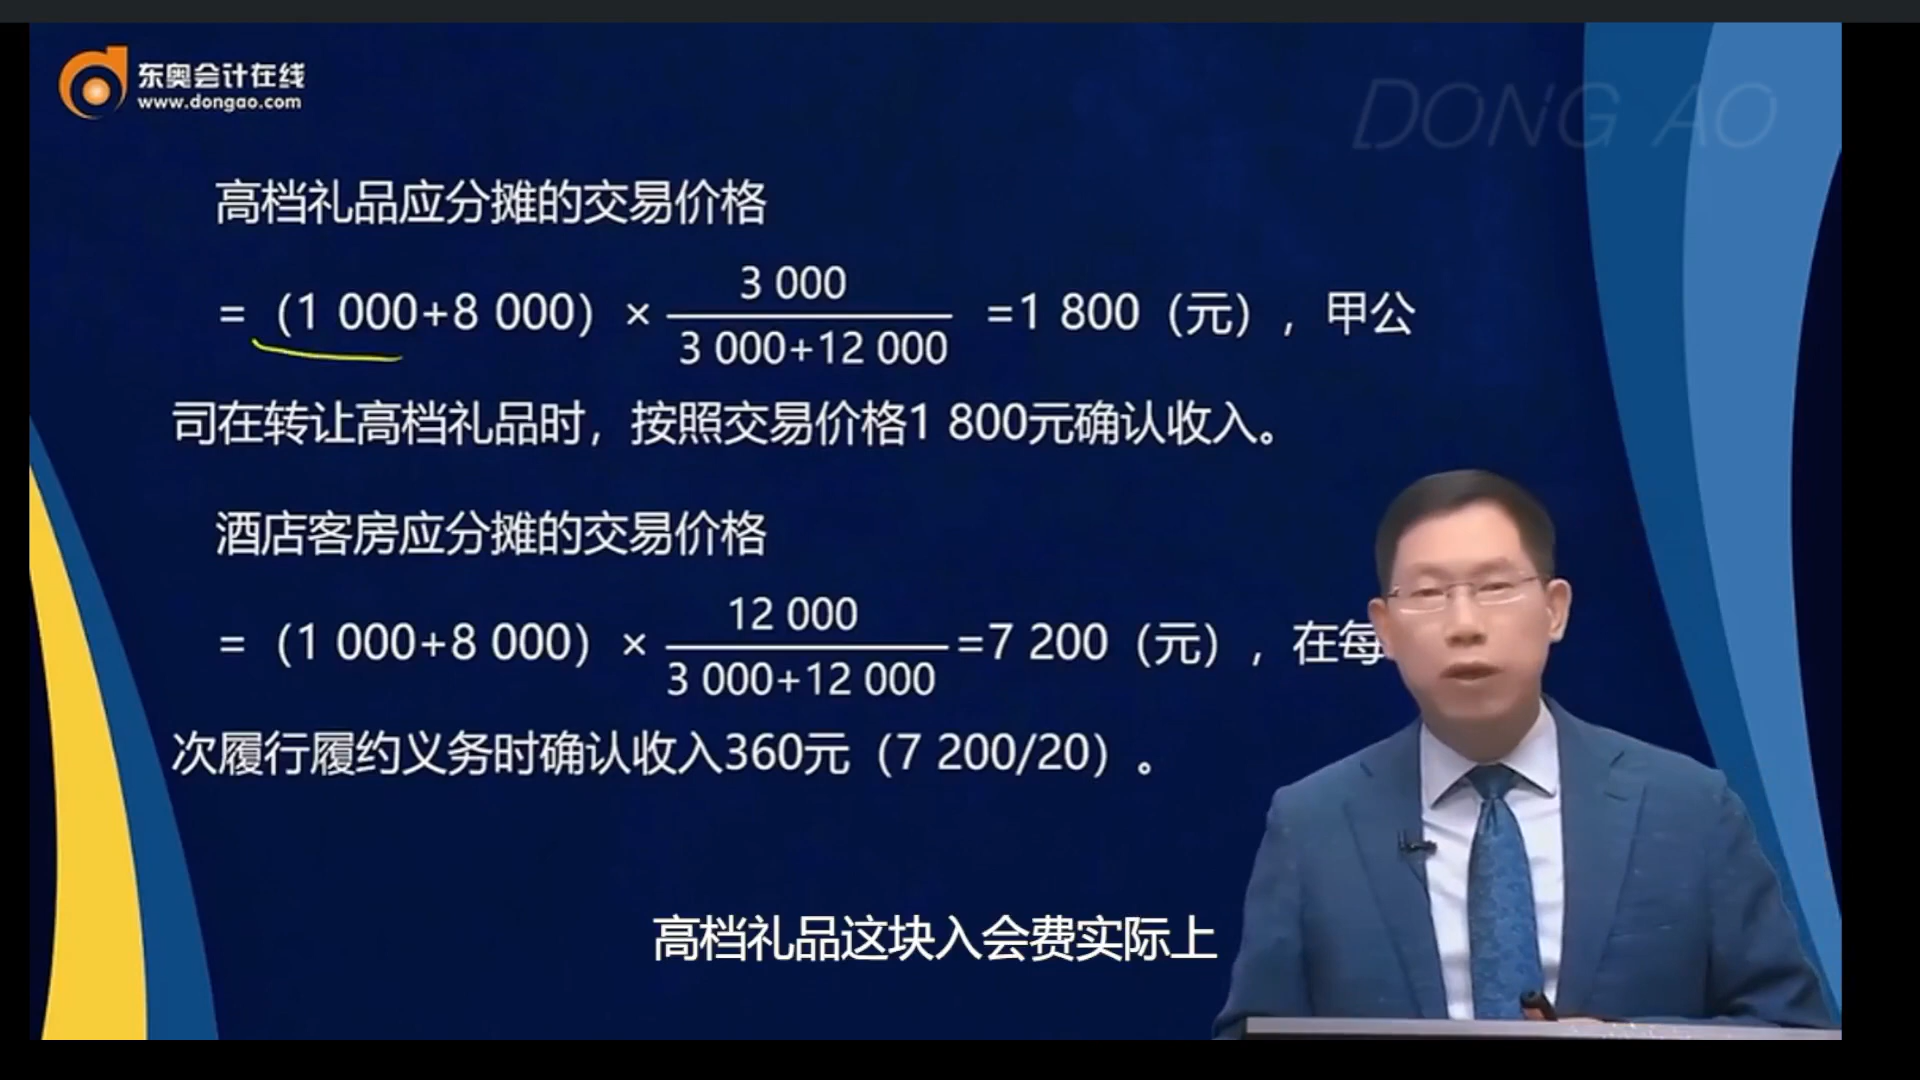 东奥会计在线
www.dongao.com
DONG AO
高档礼品应分摊的交易价格
=（1 000+8 000）× 3 000 / 3 000+12 000 =1 800（元），甲公
司在转让高档礼品时，按照交易价格1 800元确认收入。
酒店客房应分摊的交易价格
=（1 000+8 000）× 12 000 / 3 000+12 000 =7 200（元），在每
次履行履约义务时确认收入360元（7 200/20）。
高档礼品这块入会费实际上